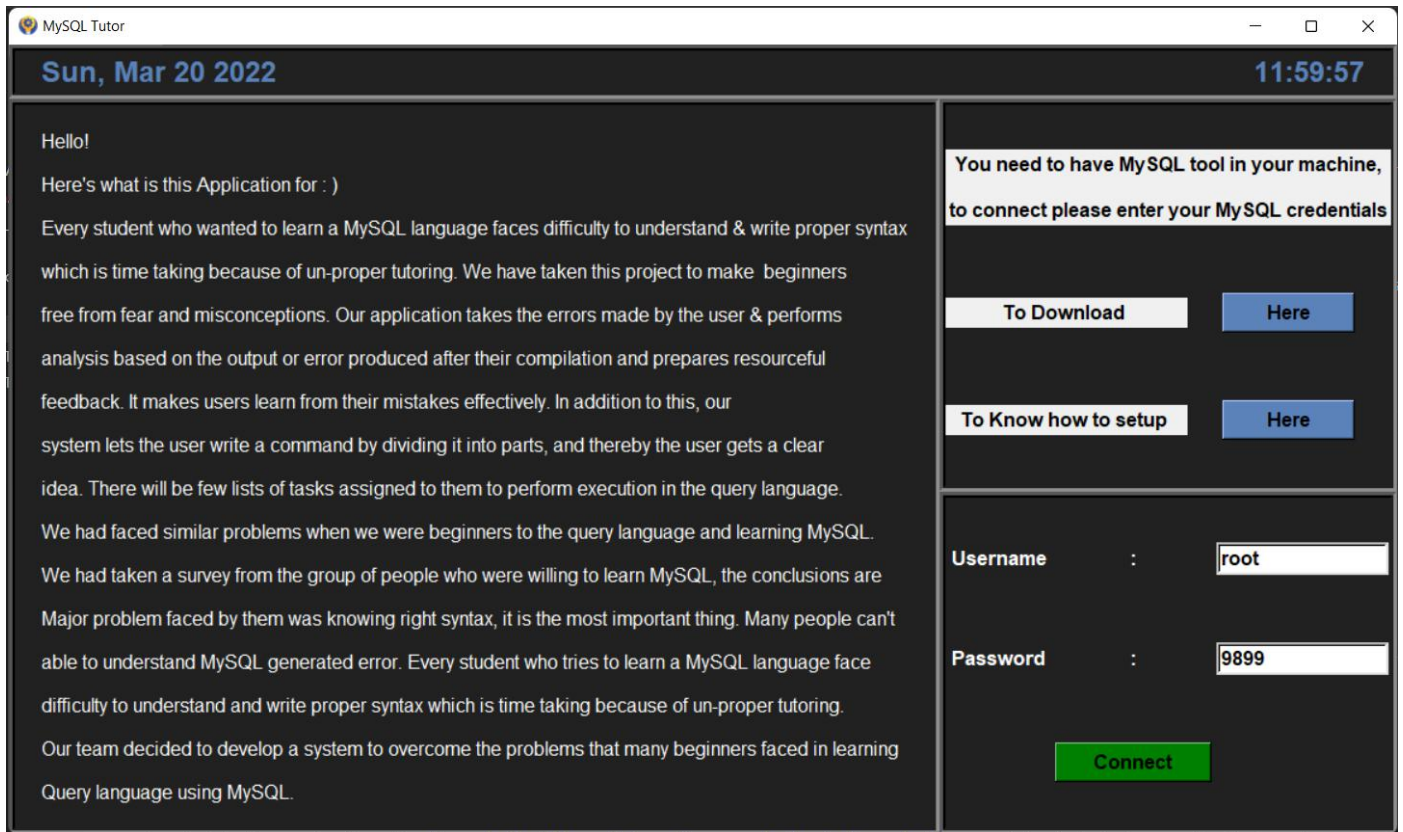 MySQL Tutor
Sun, Mar 20 2022
11:59:57
Hello!
Here's what is this Application for : )
Every student who wanted to learn a MySQL language faces difficulty to understand & write proper syntax
which is time taking because of un-proper tutoring. We have taken this project to make  beginners
free from fear and misconceptions. Our application takes the errors made by the user & performs
analysis based on the output or error produced after their compilation and prepares resourceful
feedback. It makes users learn from their mistakes effectively. In addition to this, our
system lets the user write a command by dividing it into parts, and thereby the user gets a clear
idea. There will be few lists of tasks assigned to them to perform execution in the query language.
We had faced similar problems when we were beginners to the query language and learning MySQL.
We had taken a survey from the group of people who were willing to learn MySQL, the conclusions are
Major problem faced by them was knowing right syntax, it is the most important thing. Many people can't
able to understand MySQL generated error. Every student who tries to learn a MySQL language face
difficulty to understand and write proper syntax which is time taking because of un-proper tutoring.
Our team decided to develop a system to overcome the problems that many beginners faced in learning
Query language using MySQL.
You need to have MySQL tool in your machine,
to connect please enter your MySQL credentials
To Download
Here
To Know how to setup
Here
Username : root
Password : 9899
Connect